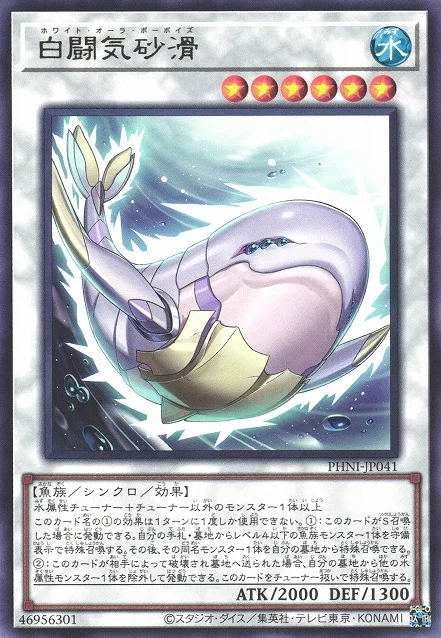 ホワイト・オーラ・ポーポイズ
白闘気砂滑
みず
水
PHNI-JP041
【魚族／シンクロ／効果】
水属性チューナー＋チューナー以外のモンスター1体以上
このカード名の①の効果は1ターンに1度しか使用できない。①：このカードがS召喚
した場合に発動できる。自分の手札・墓地からレベル4以下の魚族モンスター1体を守備
表示で特殊召喚する。その後、その同名モンスター1体を自分の墓地から特殊召喚できる。
②：このカードが相手によって破壊され墓地へ送られた場合、自分の墓地から他の水
属性モンスター1体を除外して発動できる。このカードをチューナー扱いで特殊召喚する。
ATK/2000 DEF/1300
46956301
©スタジオ・ダイス／集英社・テレビ東京・KONAMI